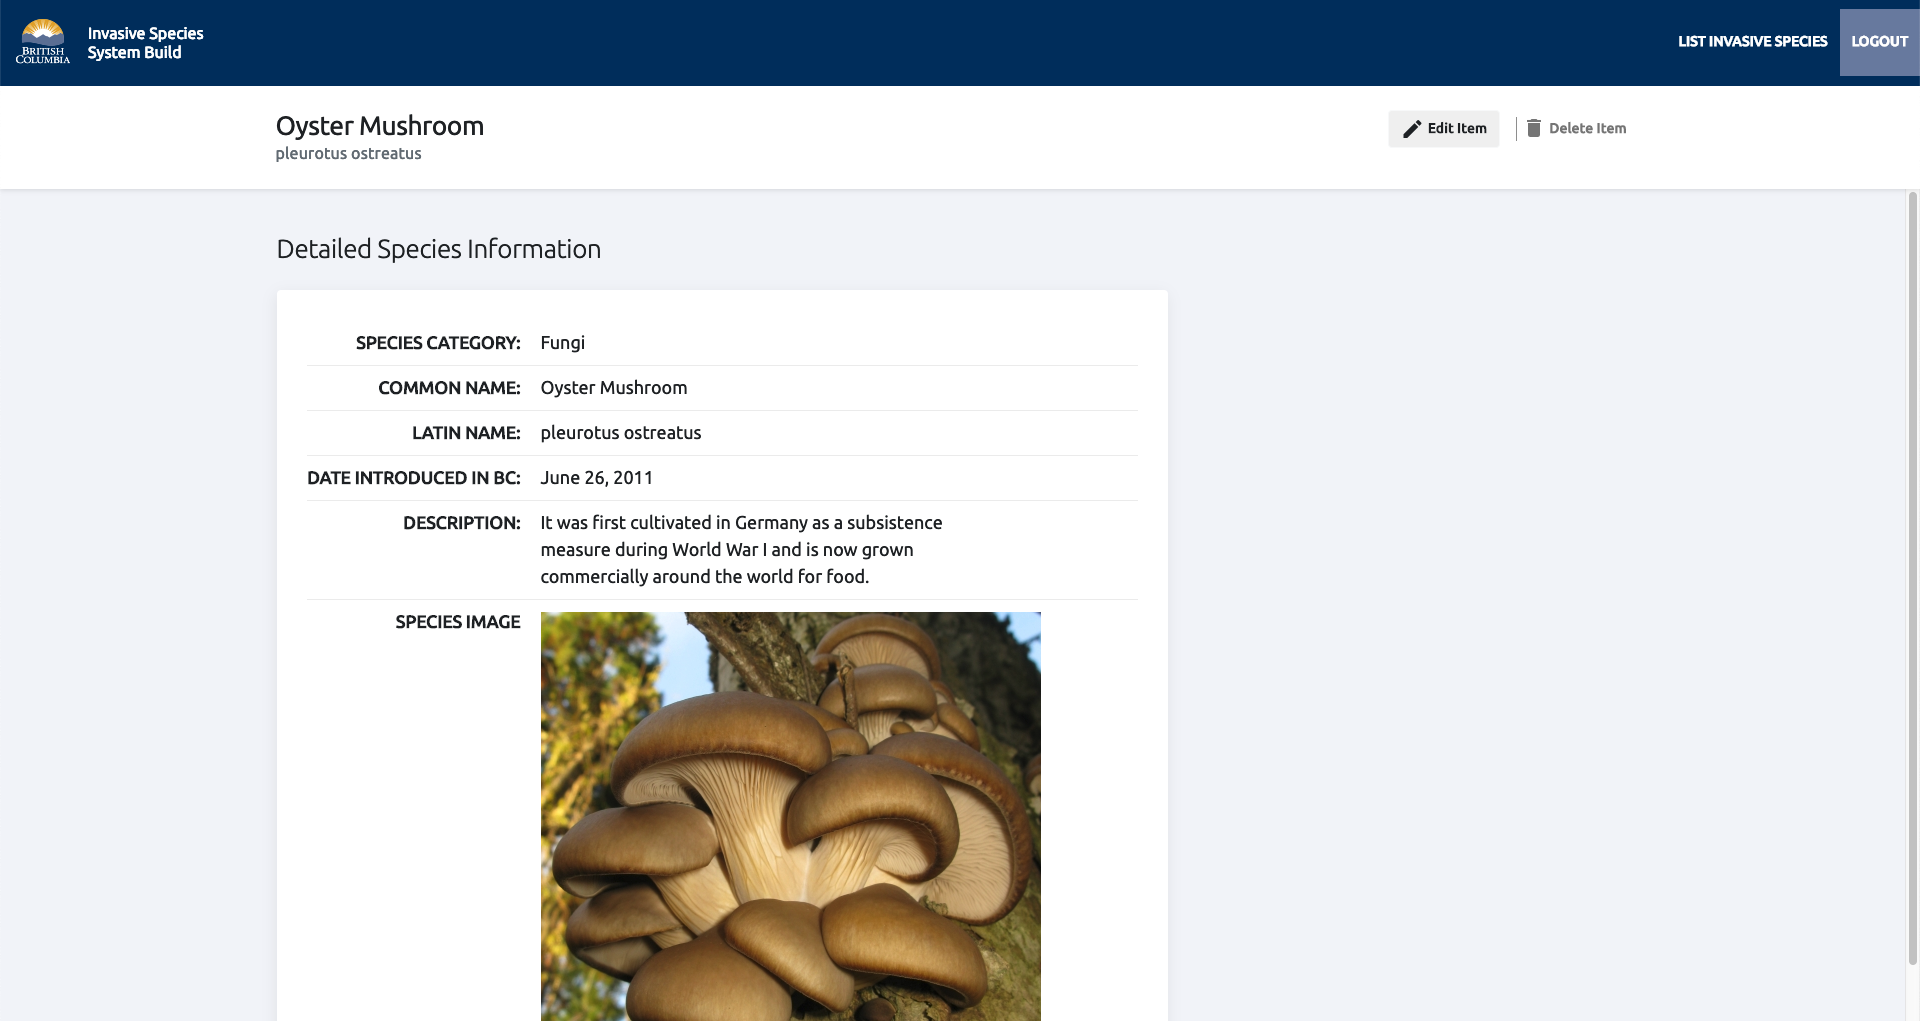 BRITISH
COLUMBIA
Invasive Species
System Build
LIST INVASIVE SPECIES
LOGOUT
Oyster Mushroom
pleurotus ostreatus
Edit Item
Delete Item
Detailed Species Information
SPECIES CATEGORY: Fungi
COMMON NAME: Oyster Mushroom
LATIN NAME: pleurotus ostreatus
DATE INTRODUCED IN BC: June 26, 2011
DESCRIPTION: It was first cultivated in Germany as a subsistence
measure during World War I and is now grown
commercially around the world for food.
SPECIES IMAGE